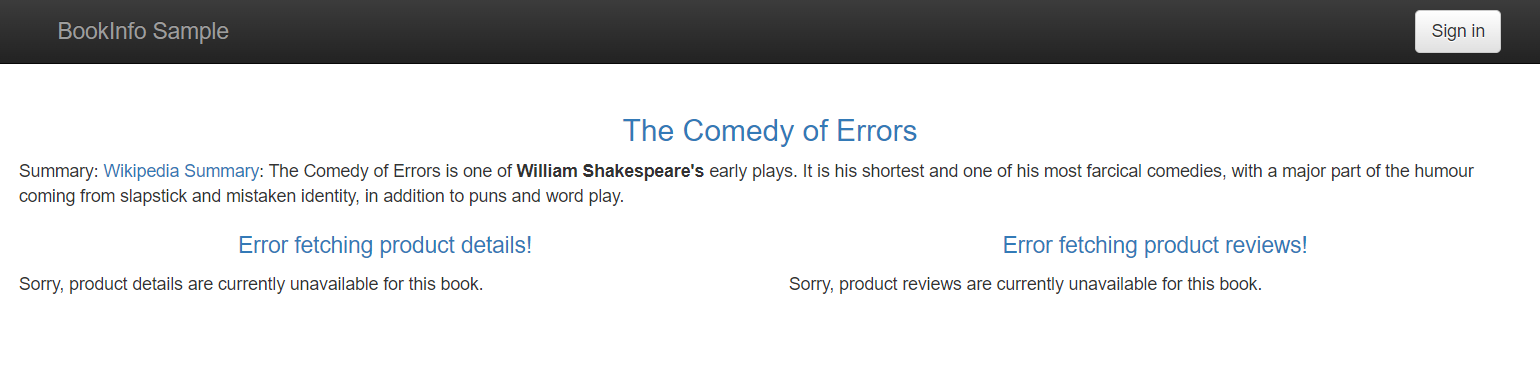 BookInfo Sample
Sign in
The Comedy of Errors
Summary: Wikipedia Summary: The Comedy of Errors is one of William Shakespeare's early plays. It is his shortest and one of his most farcical comedies, with a major part of the humour
coming from slapstick and mistaken identity, in addition to puns and word play.
Error fetching product details!
Sorry, product details are currently unavailable for this book.
Error fetching product reviews!
Sorry, product reviews are currently unavailable for this book.